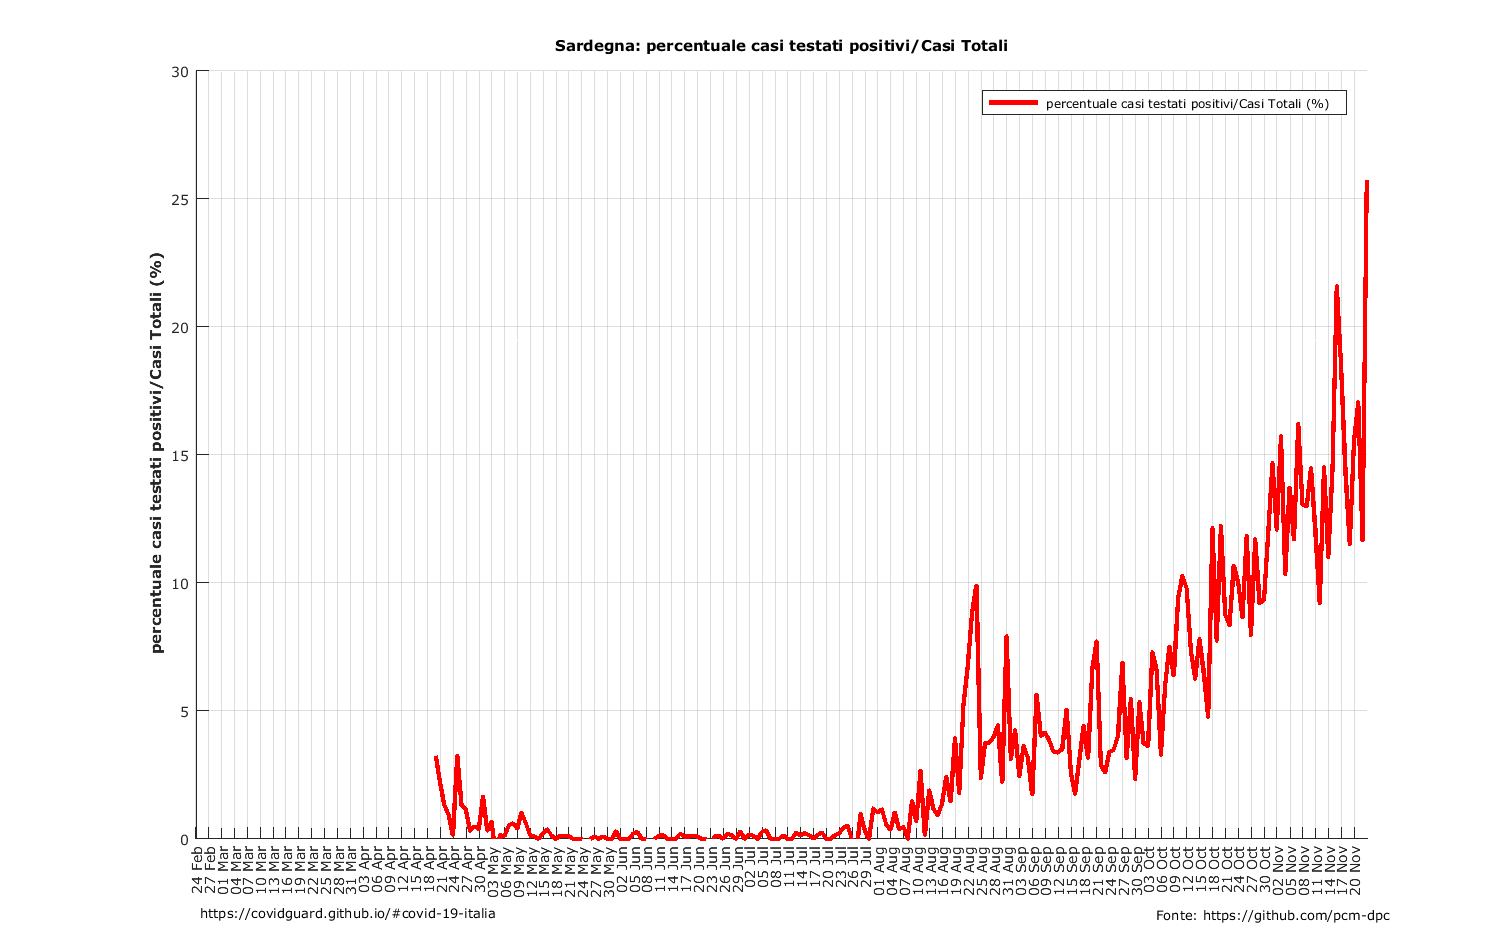 Sardegna: percentuale casi testati positivi/Casi Totali
percentuale casi testati positivi/Casi Totali (%)
percentuale casi testati positivi/Casi Totali (%)
30
25
20
15
10
5
0
24 Feb
27 Feb
01 Mar
04 Mar
07 Mar
10 Mar
13 Mar
16 Mar
19 Mar
22 Mar
25 Mar
28 Mar
31 Mar
03 Apr
06 Apr
09 Apr
12 Apr
15 Apr
18 Apr
21 Apr
24 Apr
27 Apr
30 Apr
03 May
06 May
09 May
12 May
15 May
18 May
21 May
24 May
27 May
30 May
02 Jun
05 Jun
08 Jun
11 Jun
14 Jun
17 Jun
20 Jun
23 Jun
26 Jun
29 Jun
02 Jul
05 Jul
08 Jul
11 Jul
14 Jul
17 Jul
20 Jul
23 Jul
26 Jul
29 Jul
01 Aug
04 Aug
07 Aug
10 Aug
13 Aug
16 Aug
19 Aug
22 Aug
25 Aug
28 Aug
31 Aug
03 Sep
06 Sep
09 Sep
12 Sep
15 Sep
18 Sep
21 Sep
24 Sep
27 Sep
30 Sep
03 Oct
06 Oct
09 Oct
12 Oct
15 Oct
18 Oct
21 Oct
24 Oct
27 Oct
30 Oct
02 Nov
05 Nov
08 Nov
11 Nov
14 Nov
17 Nov
20 Nov
https://covidguard.github.io/#covid-19-italia
Fonte: https://github.com/pcm-dpc